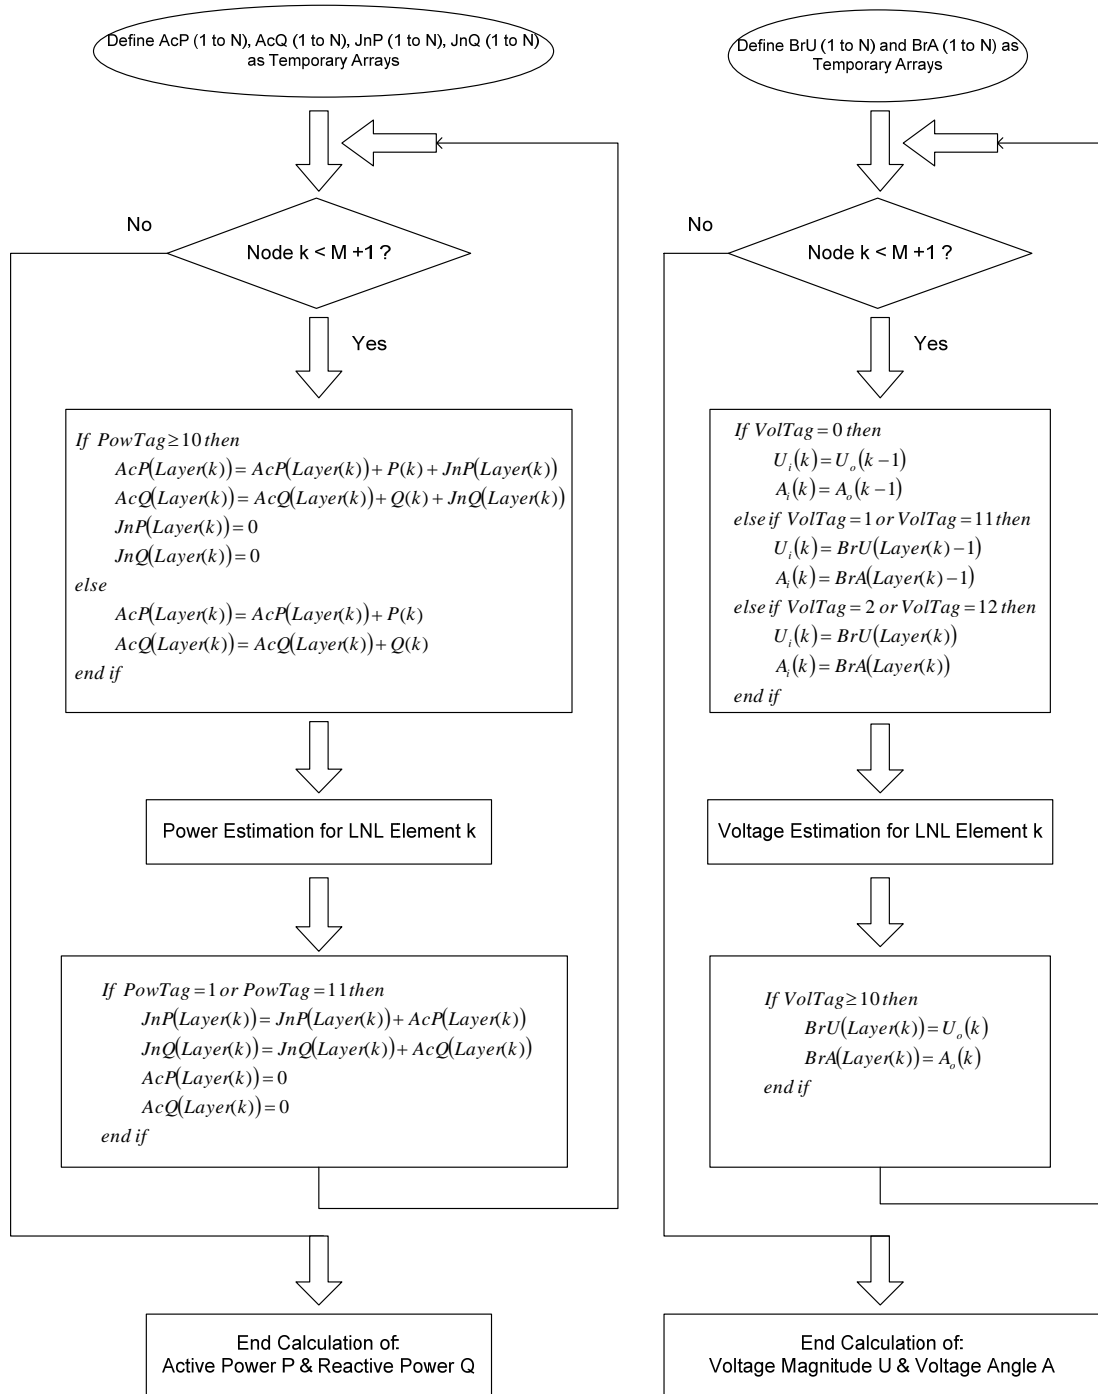 Define AcP (1 to N), AcQ (1 to N), JnP (1 to N), JnQ (1 to N)
as Temporary Arrays
No
Node k < M +1 ?
Yes
If PowTag ≥ 10 then
AcP(Layer(k)) = AcP(Layer(k)) + P(k) + JnP(Layer(k))
AcQ(Layer(k)) = AcQ(Layer(k)) + Q(k) + JnQ(Layer(k))
JnP(Layer(k)) = 0
JnQ(Layer(k)) = 0
else
AcP(Layer(k)) = AcP(Layer(k)) + P(k)
AcQ(Layer(k)) = AcQ(Layer(k)) + Q(k)
end if
Power Estimation for LNL Element k
If PowTag = 1 or PowTag = 11 then
JnP(Layer(k)) = JnP(Layer(k)) + AcP(Layer(k))
JnQ(Layer(k)) = JnQ(Layer(k)) + AcQ(Layer(k))
AcP(Layer(k)) = 0
AcQ(Layer(k)) = 0
end if
End Calculation of:
Active Power P & Reactive Power Q
Define BrU (1 to N) and BrA (1 to N) as
Temporary Arrays
No
Node k < M +1 ?
Yes
If VolTag = 0 then
U_i(k) = U_o(k − 1)
A_i(k) = A_o(k − 1)
else if VolTag = 1 or VolTag = 11 then
U_i(k) = BrU(Layer(k) − 1)
A_i(k) = BrA(Layer(k) − 1)
else if VolTag = 2 or VolTag = 12 then
U_i(k) = BrU(Layer(k))
A_i(k) = BrA(Layer(k))
end if
Voltage Estimation for LNL Element k
If VolTag ≥ 10 then
BrU(Layer(k)) = U_o(k)
BrA(Layer(k)) = A_o(k)
end if
End Calculation of:
Voltage Magnitude U & Voltage Angle A